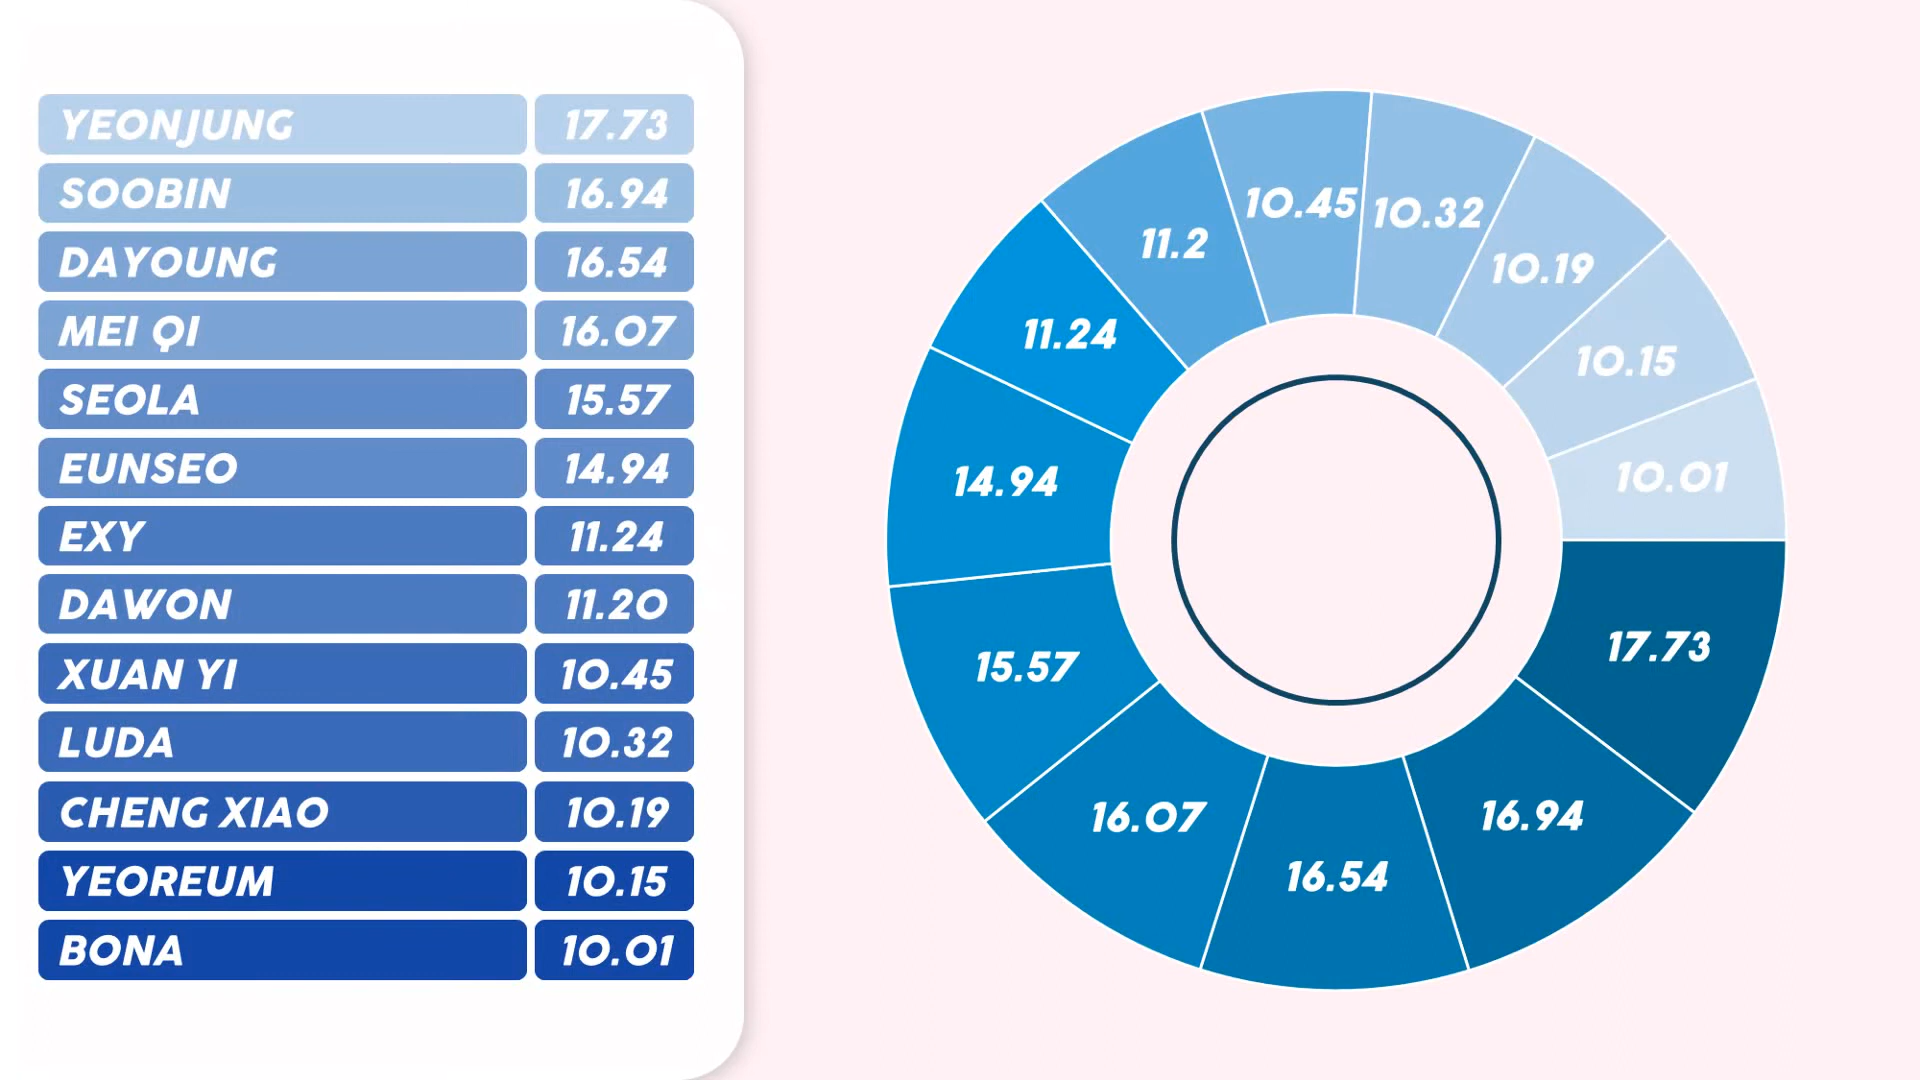 YEONJUNG 17.73
SOOBIN 16.94
DAYOUNG 16.54
MEI QI 16.07
SEOLA 15.57
EUNSEO 14.94
EXY 11.24
DAWON 11.20
XUAN YI 10.45
LUDA 10.32
CHENG XIAO 10.19
YEOREUM 10.15
BONA 10.01
10.45
10.32
11.2
10.19
11.24
10.15
14.94
10.01
15.57
17.73
16.07
16.94
16.54